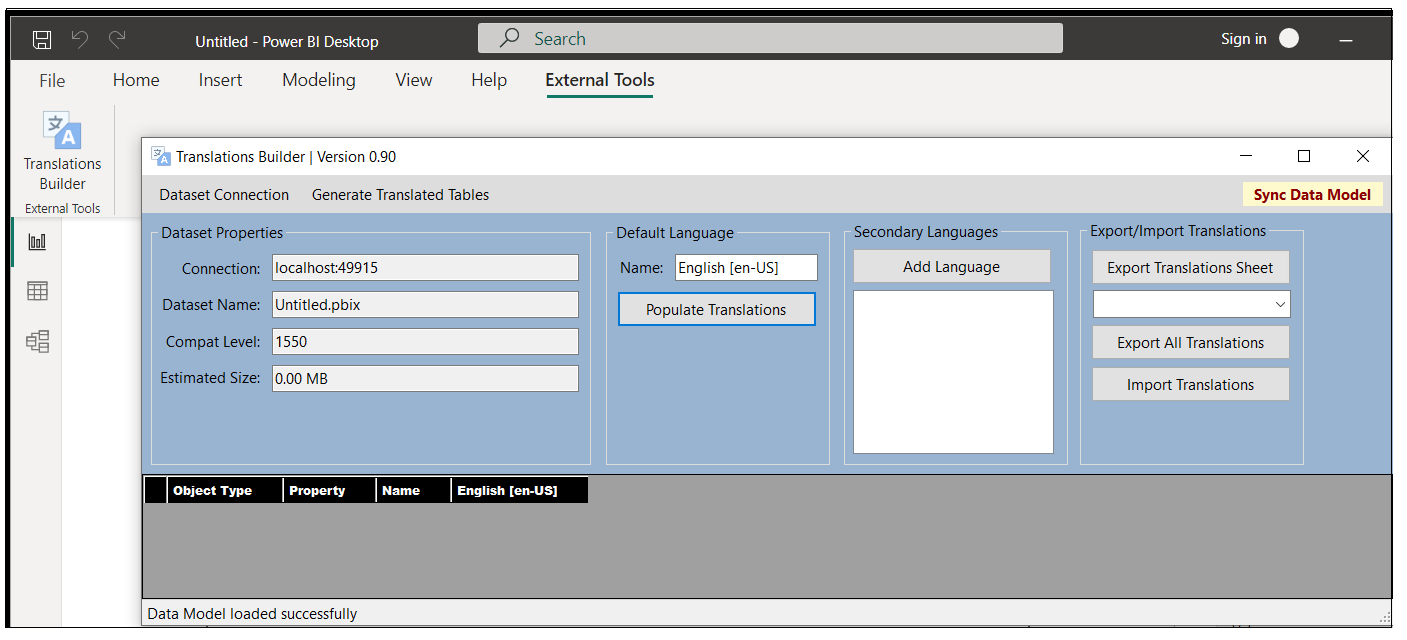 Untitled - Power BI Desktop
Search
Sign in
File
Home
Insert
Modeling
View
Help
External Tools
Translations
Builder
External Tools
Translations Builder | Version 0.90
Dataset Connection
Generate Translated Tables
Sync Data Model
Dataset Properties
Connection: localhost:49915
Dataset Name: Untitled.pbix
Compat Level: 1550
Estimated Size: 0.00 MB
Default Language
Name: English [en-US]
Populate Translations
Secondary Languages
Add Language
Export/Import Translations
Export Translations Sheet
Export All Translations
Import Translations
Object Type Property Name English [en-US]
Data Model loaded successfully